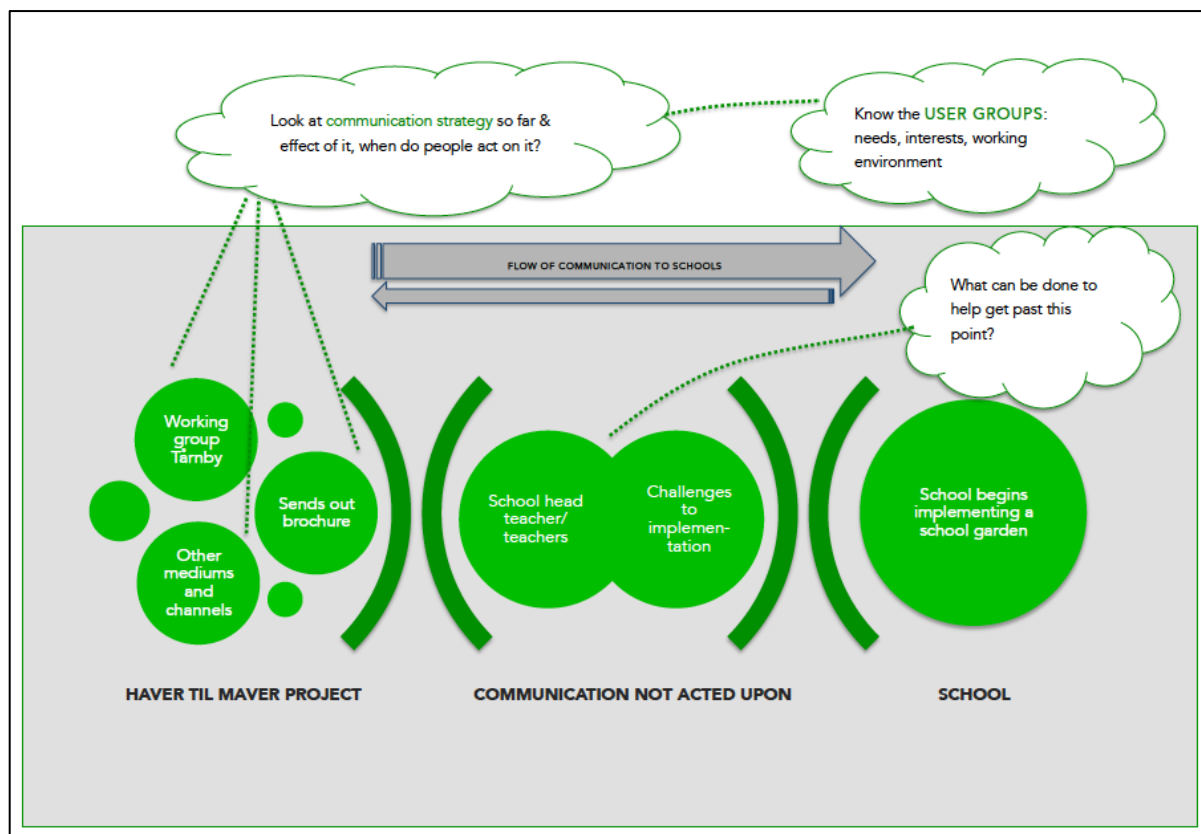 Look at communication strategy so far &
effect of it, when do people act on it?
Know the USER GROUPS:
needs, interests, working
environment
FLOW OF COMMUNICATION TO SCHOOLS
What can be done to
help get past this
point?
Working
group
Tårnby
Sends out
brochure
Other
mediums
and
channels
School head
teacher/
teachers
Challenges
to
implemen-
tation
School begins
implementing a
school garden
HAVER TIL MAVER PROJECT
COMMUNICATION NOT ACTED UPON
SCHOOL